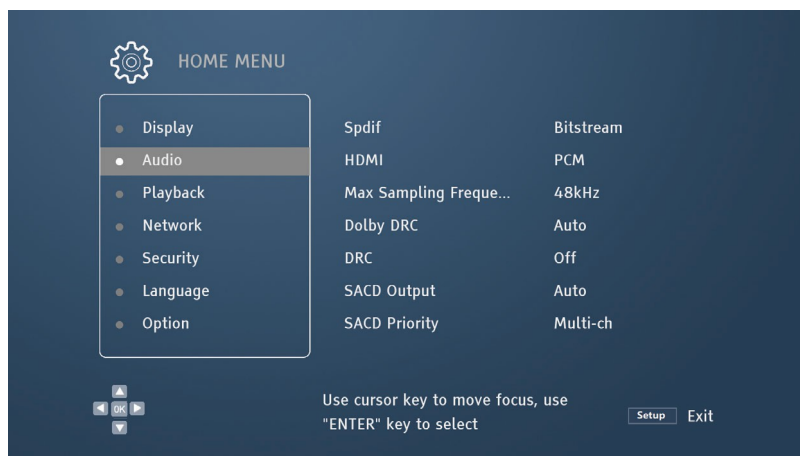 HOME MENU
Display
Audio
Playback
Network
Security
Language
Option
Spdif Bitstream
HDMI PCM
Max Sampling Freque... 48kHz
Dolby DRC Auto
DRC Off
SACD Output Auto
SACD Priority Multi-ch
OK
Use cursor key to move focus, use
"ENTER" key to select
Setup Exit